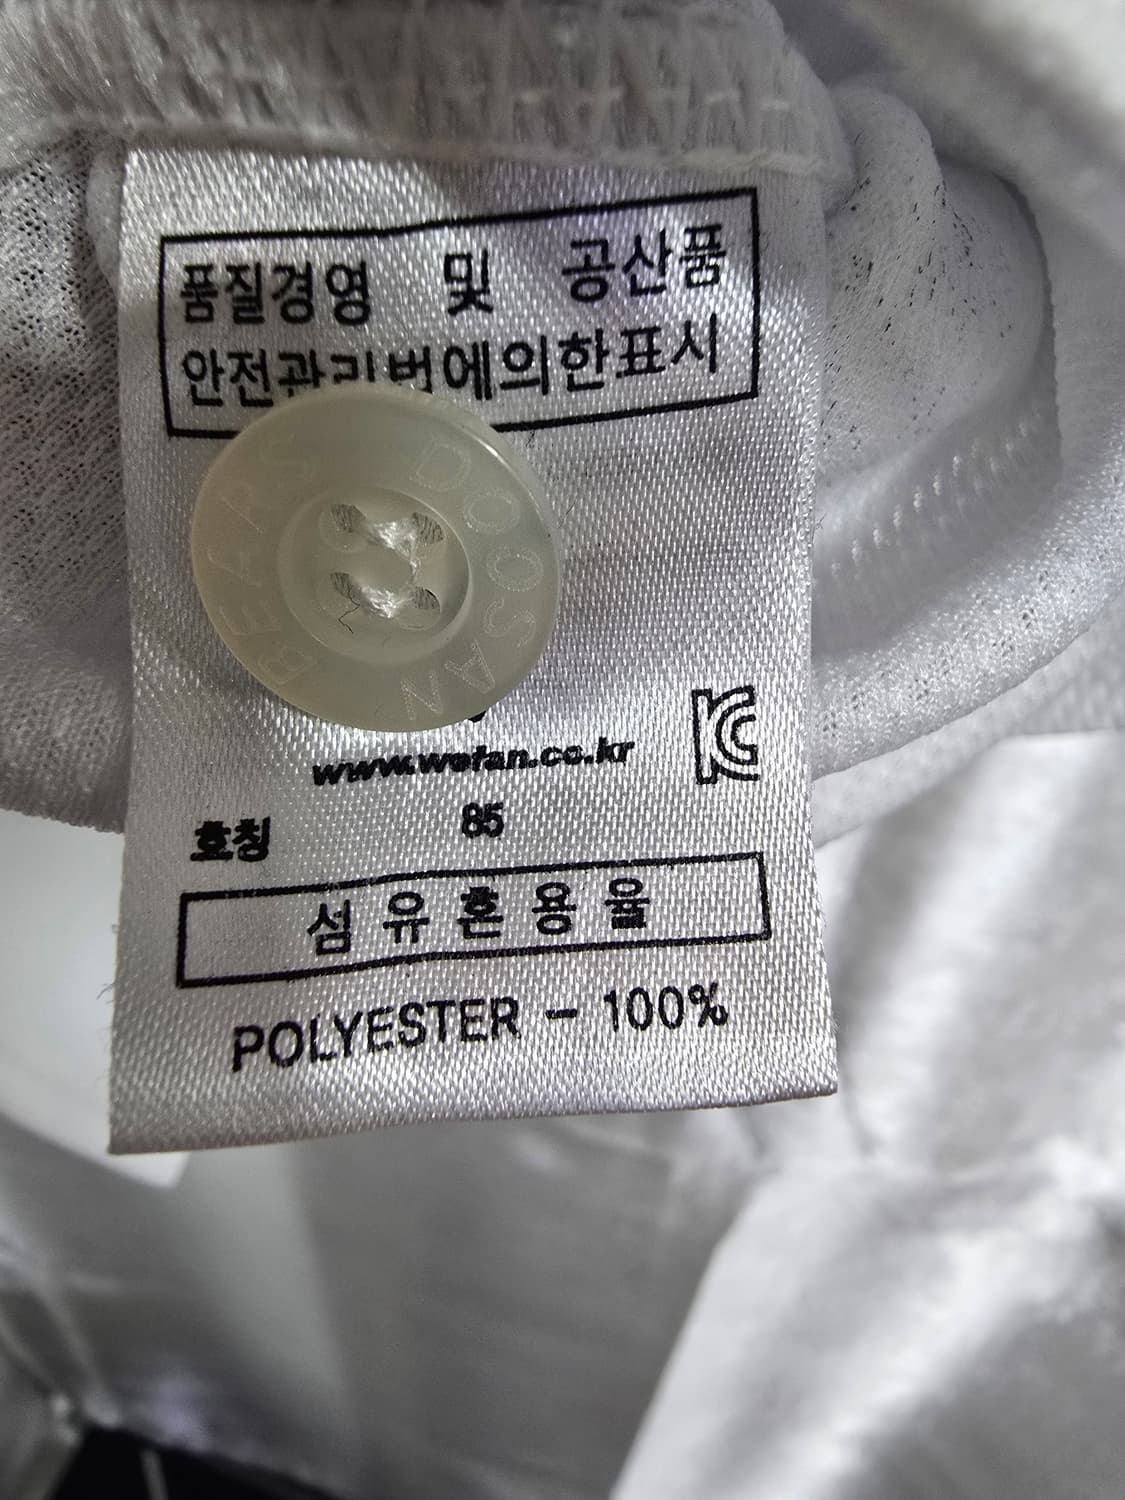 품질경영 및 공산품
안전관리법에의한표시
DOOSAN BEARS
www.wefan.co.kr
KC
호칭 85
섬유혼용율
POLYESTER - 100%